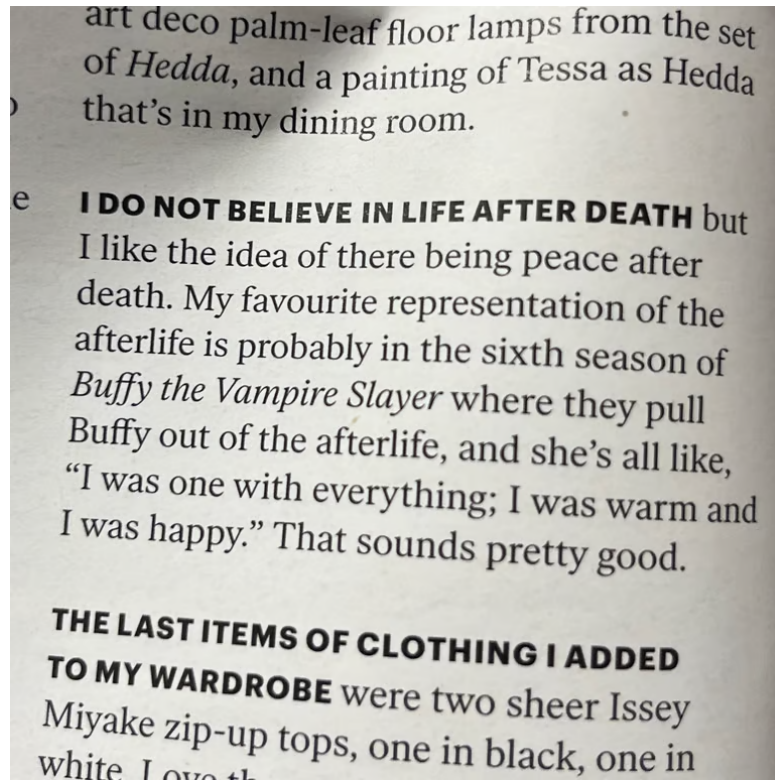 art deco palm-leaf floor lamps from the set
of Hedda, and a painting of Tessa as Hedda
that’s in my dining room.
e
I DO NOT BELIEVE IN LIFE AFTER DEATH but
I like the idea of there being peace after
death. My favourite representation of the
afterlife is probably in the sixth season of
Buffy the Vampire Slayer where they pull
Buffy out of the afterlife, and she’s all like,
“I was one with everything; I was warm and
I was happy.” That sounds pretty good.
THE LAST ITEMS OF CLOTHING I ADDED
TO MY WARDROBE were two sheer Issey
Miyake zip-up tops, one in black, one in
white. Love